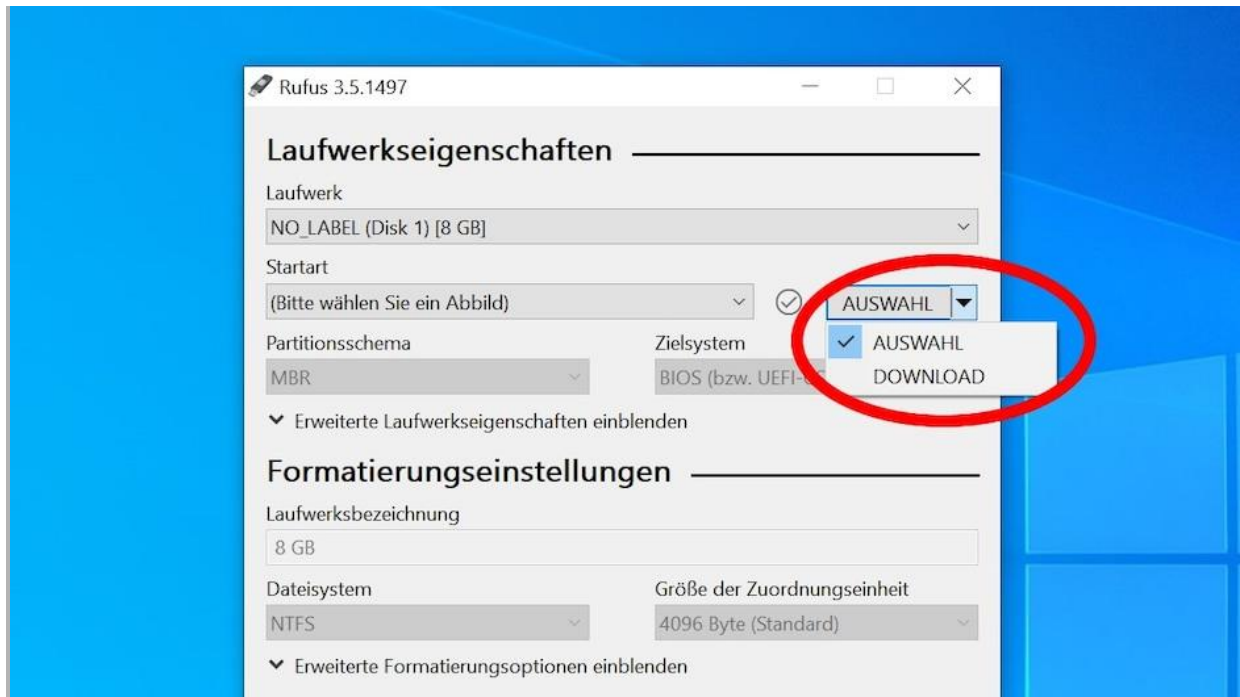 Rufus 3.5.1497
Laufwerkseigenschaften
Laufwerk
NO_LABEL (Disk 1) [8 GB]
Startart
(Bitte wählen Sie ein Abbild)
AUSWAHL
AUSWAHL
DOWNLOAD
Partitionsschema
Zielsystem
MBR
BIOS (bzw.
Erweiterte Laufwerkseigenschaften einblenden
Formatierungseinstellungen
Laufwerksbezeichnung
8 GB
Dateisystem
Größe der Zuordnungseinheit
NTFS
4096 Byte (Standard)
Erweiterte Formatierungsoptionen einblenden